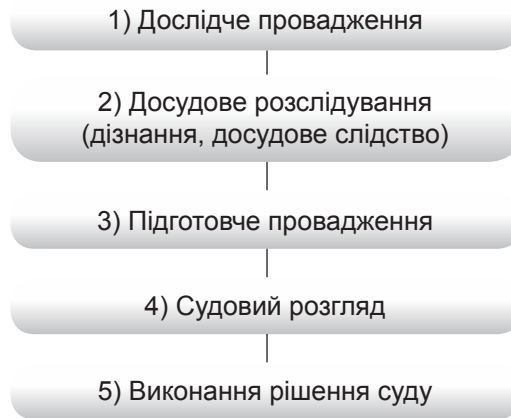 1) Дослідче провадження
2) Досудове розслідування
(дізнання, досудове слідство)
3) Підготовче провадження
4) Судовий розгляд
5) Виконання рішення суду